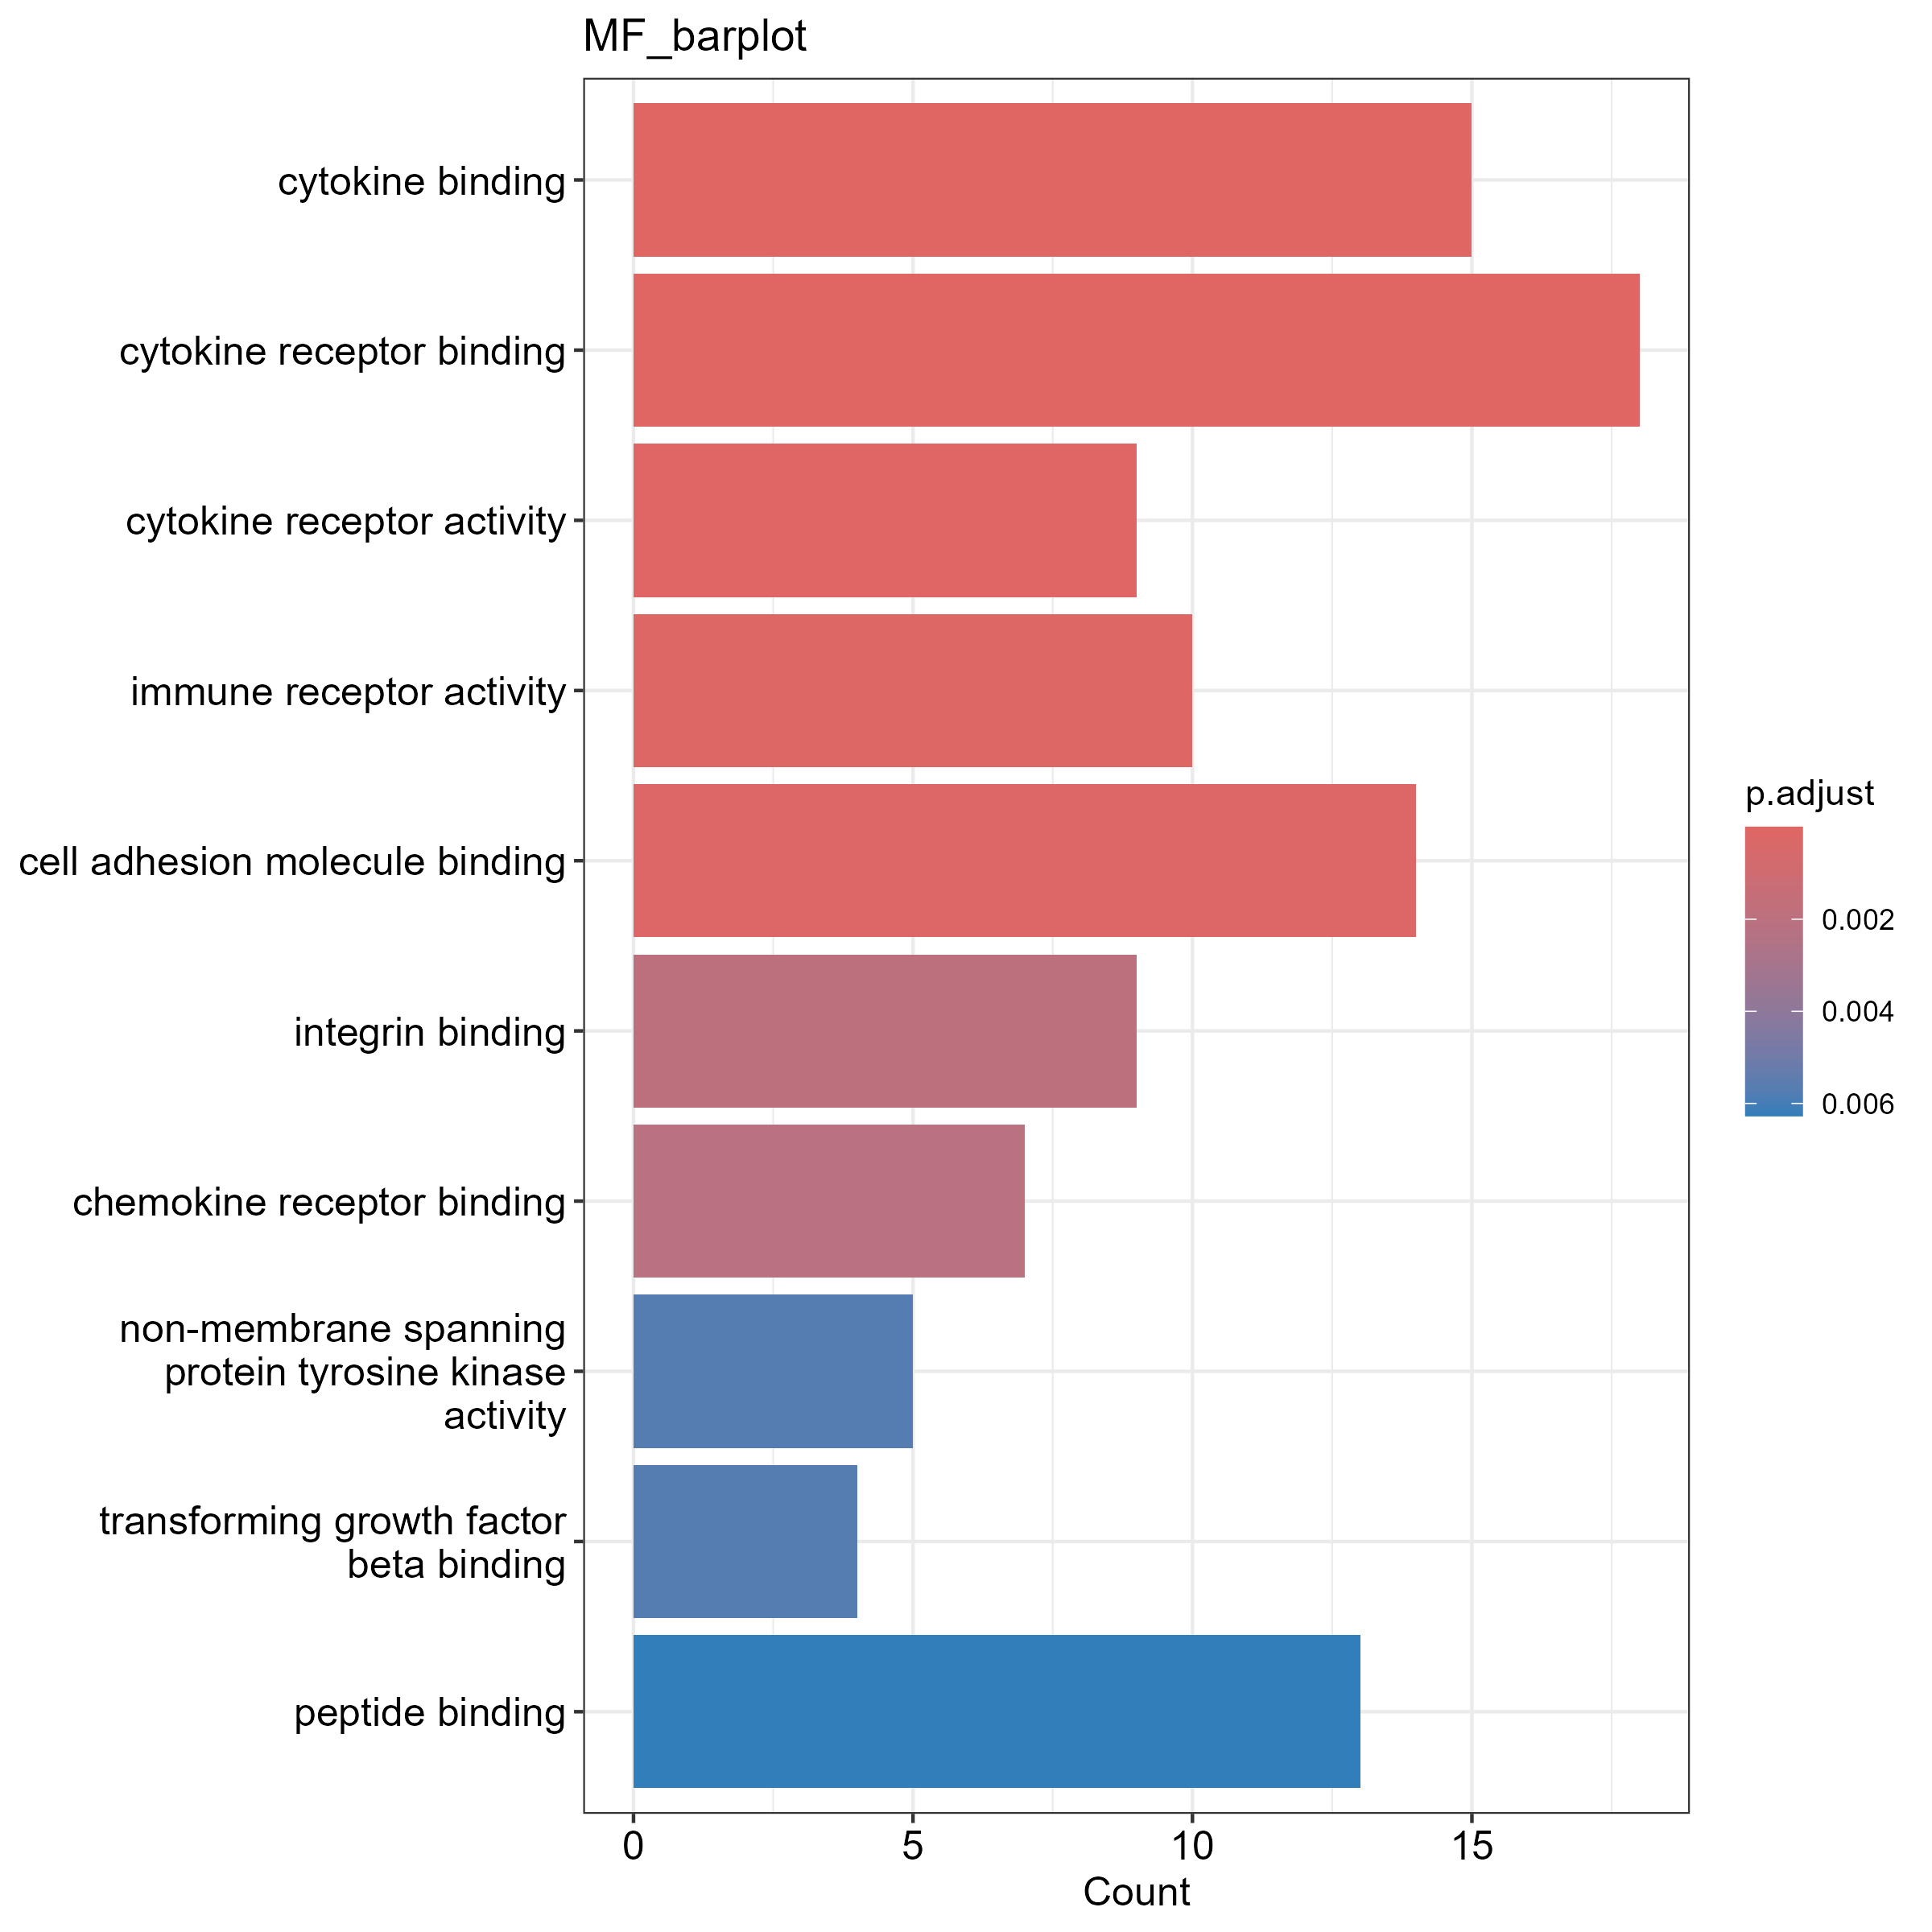 MF_barplot
cytokine binding
cytokine receptor binding
cytokine receptor activity
immune receptor activity
cell adhesion molecule binding
integrin binding
chemokine receptor binding
non-membrane spanning
protein tyrosine kinase
activity
transforming growth factor
beta binding
peptide binding
0 5 10 15
Count
p.adjust
0.002
0.004
0.006